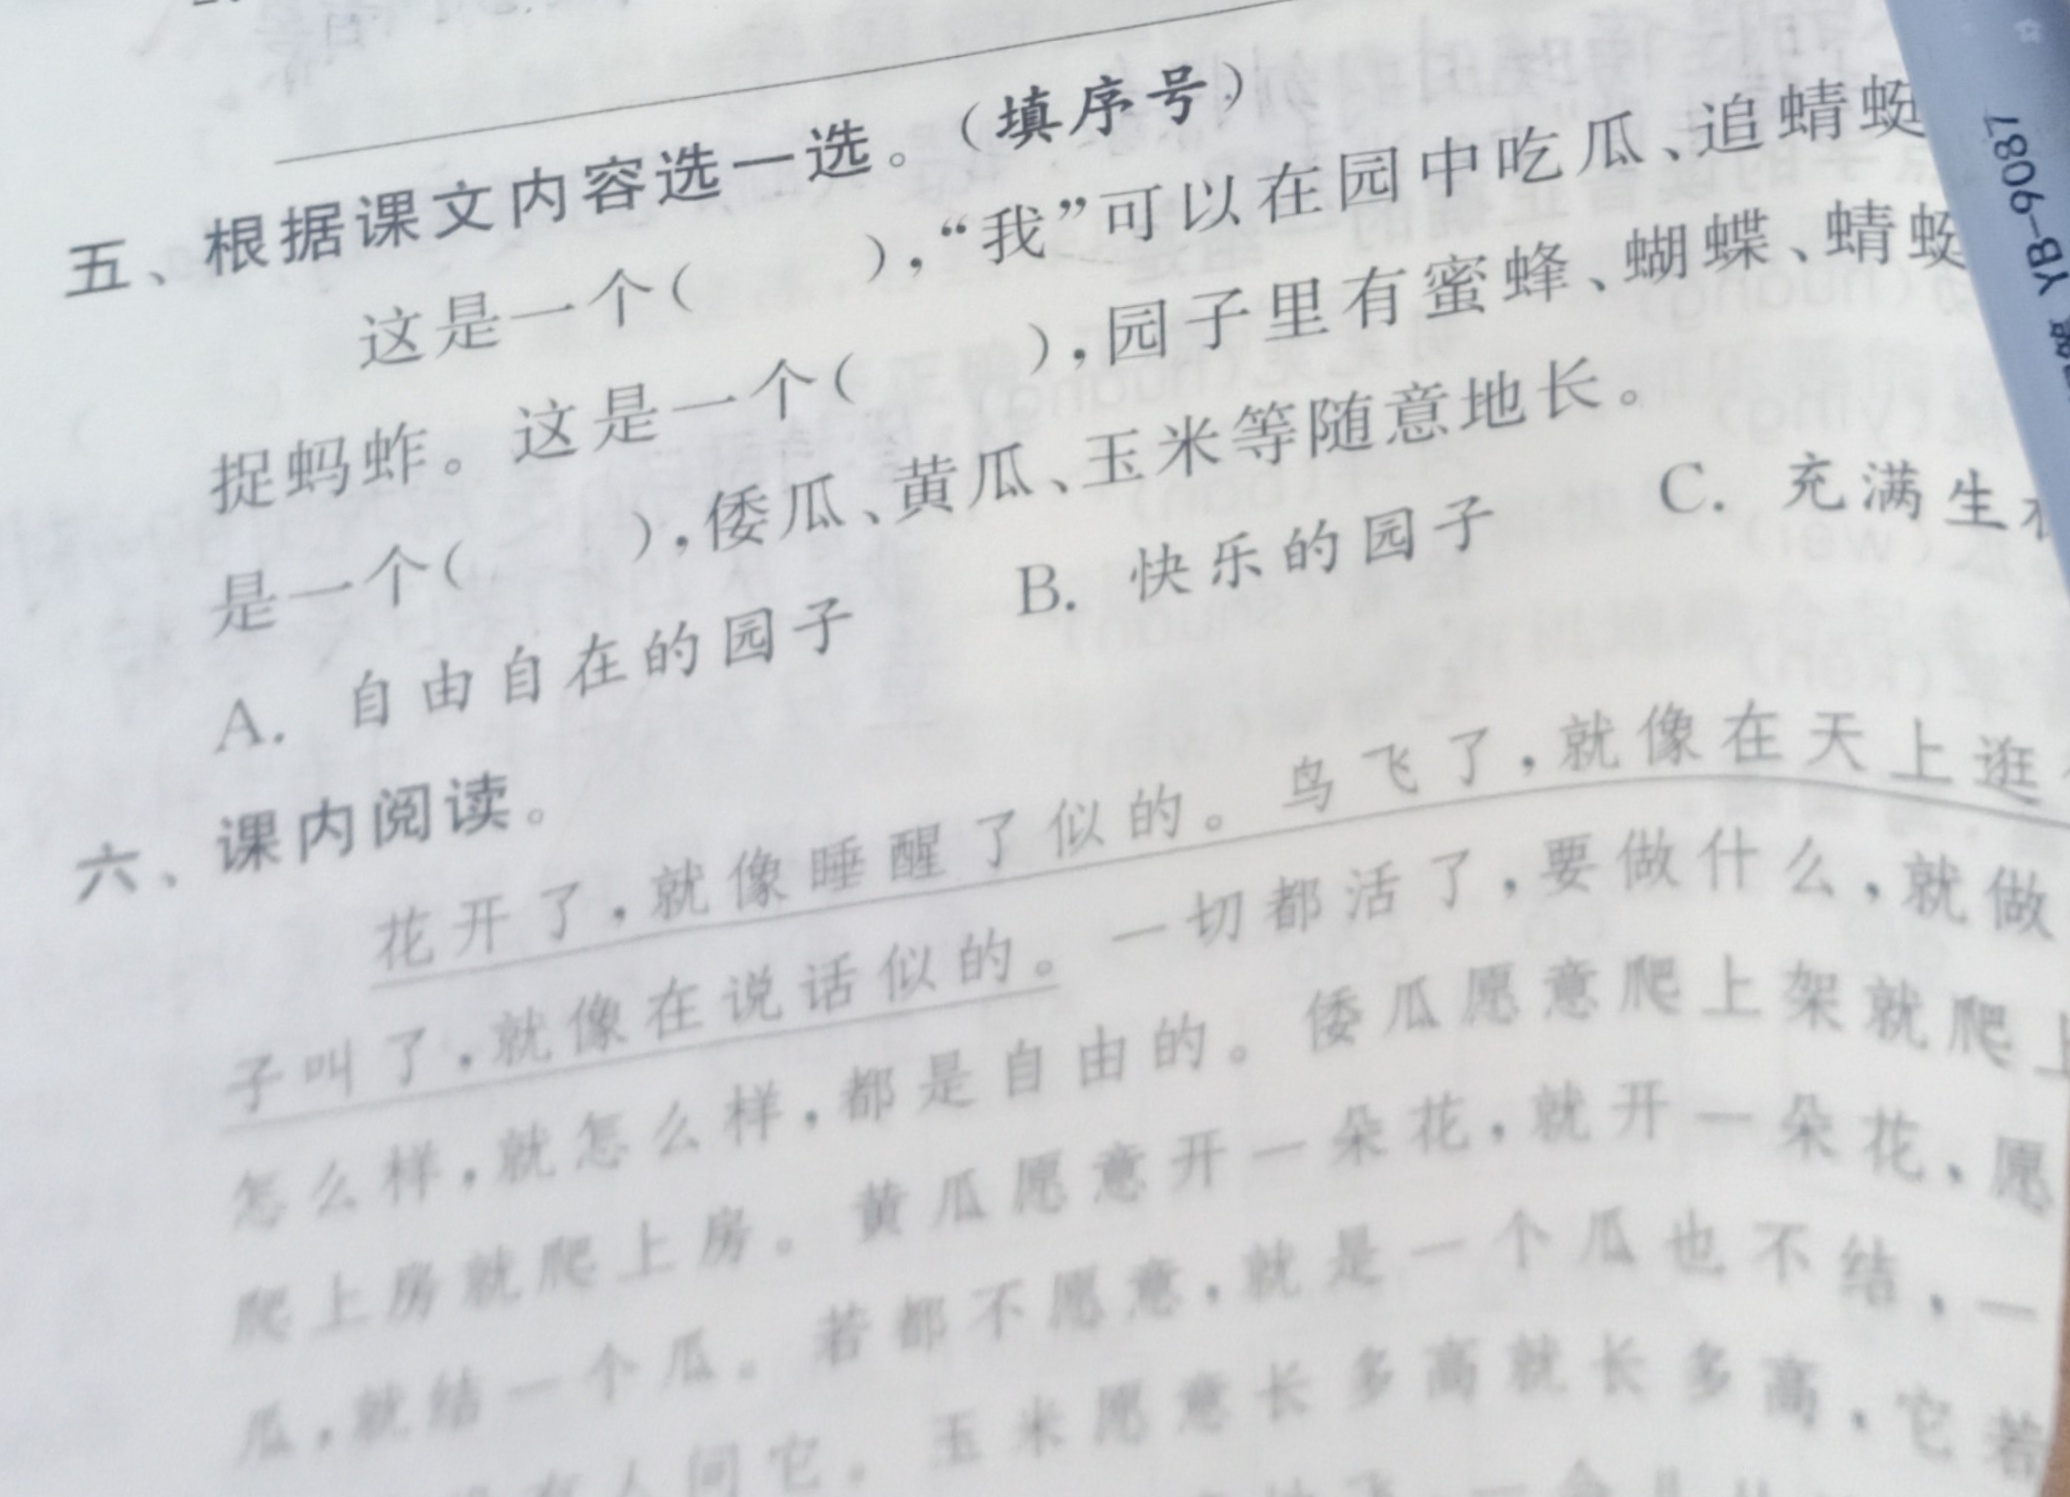 五、根据课文内容选一选。(填序号)
这是一个( ),“我”可以在园中吃瓜、追蜻蜓
捉蚂蚱。这是一个( ),园子里有蜜蜂、蝴蝶、蜻蜓
是一个( ),倭瓜、黄瓜、玉米等随意地长。
A. 自由自在的园子 B. 快乐的园子 C. 充满生
六、课内阅读。
花开了,就像睡醒了似的。鸟飞了,就像在天上逛
子叫了,就像在说话似的。一切都活了,要做什么,就做
怎么样,就怎么样,都是自由的。倭瓜愿意爬上架就爬上
爬上房就爬上房。黄瓜愿意开一朵花,就开一朵花,愿
瓜,就结一个瓜。若都不愿意,就是一个瓜也不结,一
人问它。玉米愿意长多高就长多高,它若
YB-9087